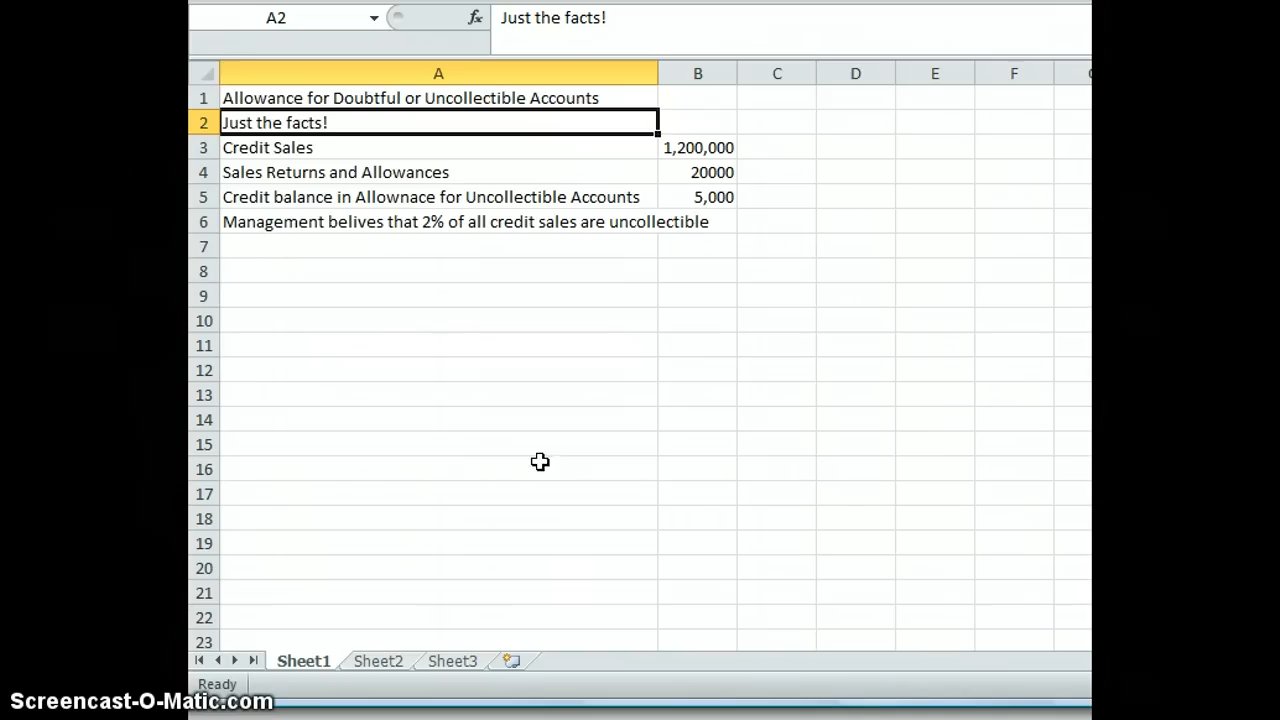 A2 fx Just the facts!
A B C D E F
1 Allowance for Doubtful or Uncollectible Accounts
2 Just the facts!
3 Credit Sales 1,200,000
4 Sales Returns and Allowances 20000
5 Credit balance in Allownace for Uncollectible Accounts 5,000
6 Management belives that 2% of all credit sales are uncollectible
7
8
9
10
11
12
13
14
15
16
17
18
19
20
21
22
23
Sheet1 Sheet2 Sheet3
Ready
Screencast-O-Matic.com